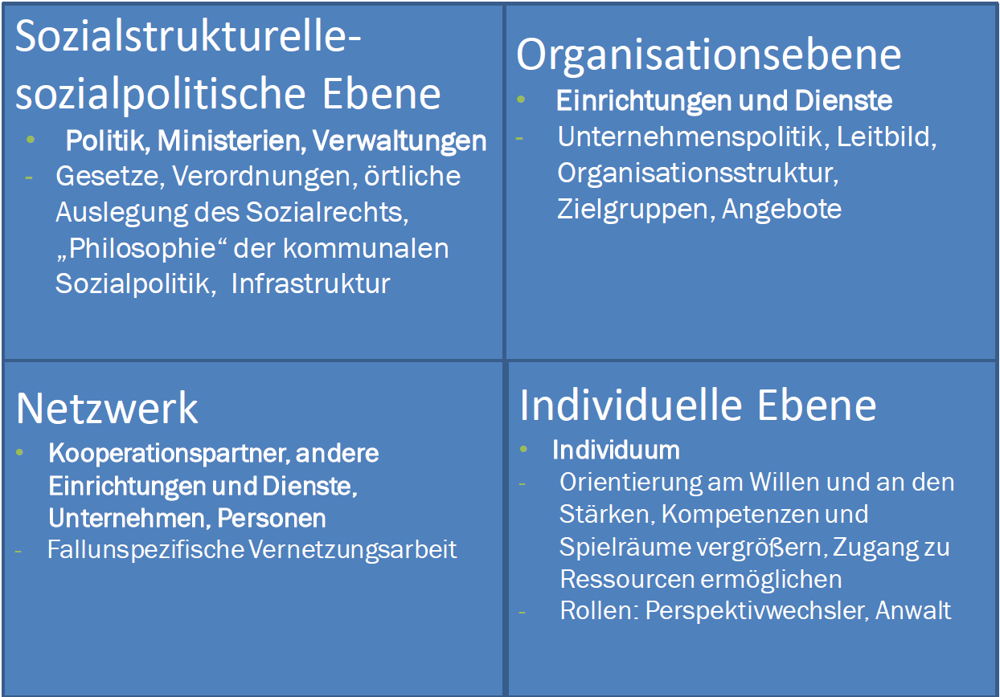 Sozialstrukturelle-
sozialpolitische Ebene
• Politik, Ministerien, Verwaltungen
- Gesetze, Verordnungen, örtliche
Auslegung des Sozialrechts,
„Philosophie“ der kommunalen
Sozialpolitik, Infrastruktur
Organisationsebene
• Einrichtungen und Dienste
- Unternehmenspolitik, Leitbild,
Organisationsstruktur,
Zielgruppen, Angebote
Netzwerk
• Kooperationspartner, andere
Einrichtungen und Dienste,
Unternehmen, Personen
- Fallunspezifische Vernetzungsarbeit
Individuelle Ebene
• Individuum
- Orientierung am Willen und an den
Stärken, Kompetenzen und
Spielräume vergrößern, Zugang zu
Ressourcen ermöglichen
- Rollen: Perspektivwechsler, Anwalt